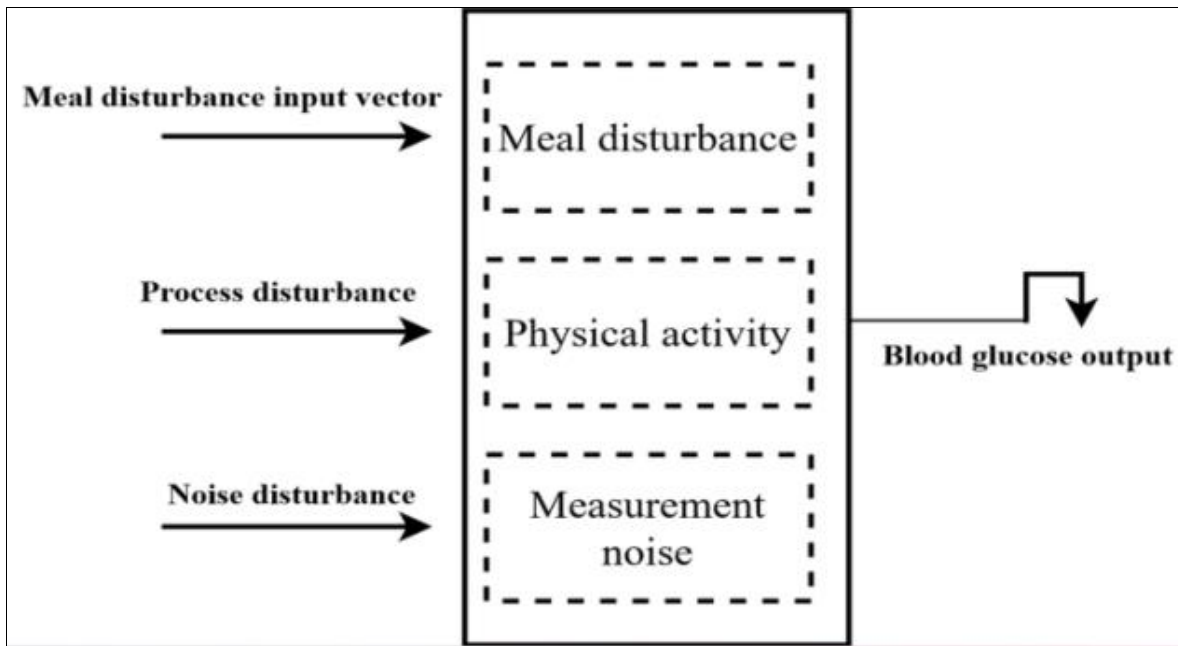 Meal disturbance input vector
Meal disturbance
Process disturbance
Physical activity
Blood glucose output
Noise disturbance
Measurement
noise